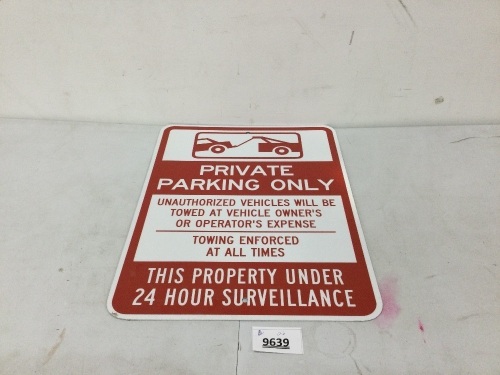 PRIVATE
PARKING ONLY
UNAUTHORIZED VEHICLES WILL BE
TOWED AT VEHICLE OWNER'S
OR OPERATOR'S EXPENSE
TOWING ENFORCED
AT ALL TIMES
THIS PROPERTY UNDER
24 HOUR SURVEILLANCE
9639